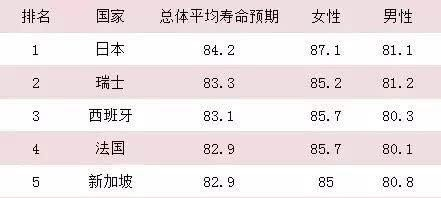 排名 国家 总体平均寿命预期 女性 男性
1 日本 84.2 87.1 81.1
2 瑞士 83.3 85.2 81.2
3 西班牙 83.1 85.7 80.3
4 法国 82.9 85.7 80.1
5 新加坡 82.9 85 80.8